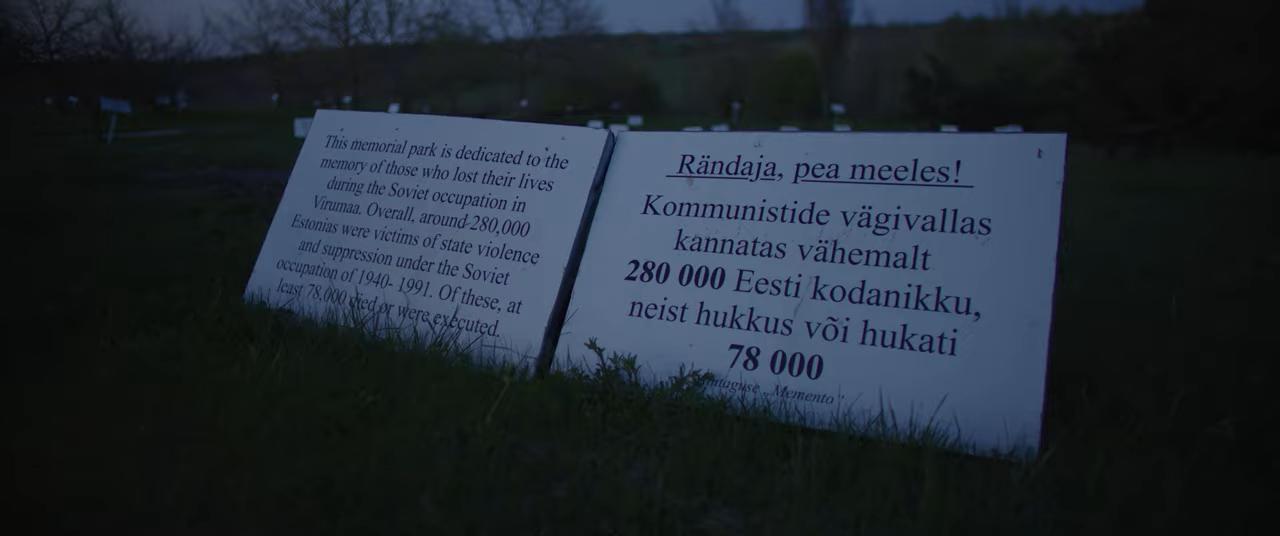 This memorial park is dedicated to the
memory of those who lost their lives
during the Soviet occupation in
Virumaa. Overall, around 280,000
Estonias were victims of state violence
and suppression under the Soviet
occupation of 1940- 1991. Of these, at
least 78,000 died or were executed.
Rändaja, pea meeles!
Kommunistide vägivallas
kannatas vähemalt
280 000 Eesti kodanikku,
neist hukkus või hukati
78 000
„Memento"